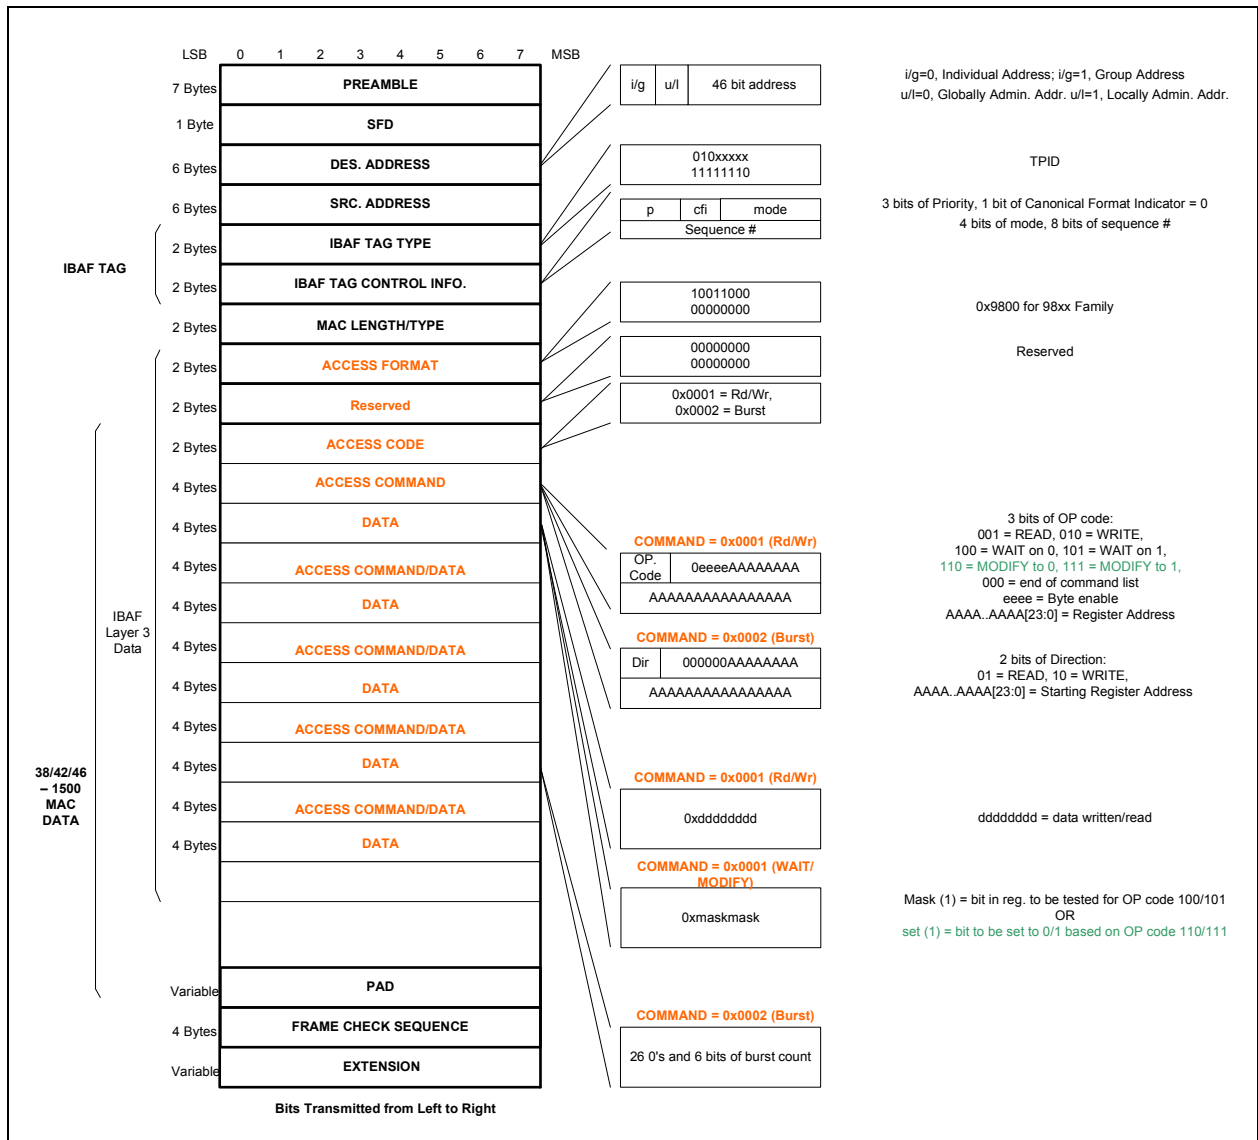 LSB 0 1 2 3 4 5 6 7 MSB
7 Bytes PREAMBLE
1 Byte SFD
6 Bytes DES. ADDRESS
6 Bytes SRC. ADDRESS
IBAF TAG
2 Bytes IBAF TAG TYPE
2 Bytes IBAF TAG CONTROL INFO.
2 Bytes MAC LENGTH/TYPE
2 Bytes ACCESS FORMAT
2 Bytes Reserved
2 Bytes ACCESS CODE
4 Bytes ACCESS COMMAND
4 Bytes DATA
4 Bytes ACCESS COMMAND/DATA
4 Bytes DATA
4 Bytes ACCESS COMMAND/DATA
4 Bytes DATA
4 Bytes ACCESS COMMAND/DATA
4 Bytes DATA
4 Bytes ACCESS COMMAND/DATA
4 Bytes DATA
IBAF
Layer 3
Data
38/42/46
– 1500
MAC
DATA
Variable PAD
4 Bytes FRAME CHECK SEQUENCE
Variable EXTENSION
Bits Transmitted from Left to Right
i/g u/l 46 bit address
i/g=0, Individual Address; i/g=1, Group Address
u/l=0, Globally Admin. Addr. u/l=1, Locally Admin. Addr.
010xxxxx
11111110
TPID
p cfi mode
Sequence #
3 bits of Priority, 1 bit of Canonical Format Indicator = 0
4 bits of mode, 8 bits of sequence #
10011000
00000000
0x9800 for 98xx Family
00000000
00000000
Reserved
0x0001 = Rd/Wr,
0x0002 = Burst
COMMAND = 0x0001 (Rd/Wr)
OP.
Code
0eeeeAAAAAAAA
AAAAAAAAAAAAAAAA
3 bits of OP code:
001 = READ, 010 = WRITE,
100 = WAIT on 0, 101 = WAIT on 1,
110 = MODIFY to 0, 111 = MODIFY to 1,
000 = end of command list
eeee = Byte enable
AAAA..AAAA[23:0] = Register Address
COMMAND = 0x0002 (Burst)
Dir 000000AAAAAAAA
AAAAAAAAAAAAAAAA
2 bits of Direction:
01 = READ, 10 = WRITE,
AAAA..AAAA[23:0] = Starting Register Address
COMMAND = 0x0001 (Rd/Wr)
0xdddddddd
dddddddd = data written/read
COMMAND = 0x0001 (WAIT/
MODIFY)
0xmaskmask
Mask (1) = bit in reg. to be tested for OP code 100/101
OR
set (1) = bit to be set to 0/1 based on OP code 110/111
COMMAND = 0x0002 (Burst)
26 0's and 6 bits of burst count